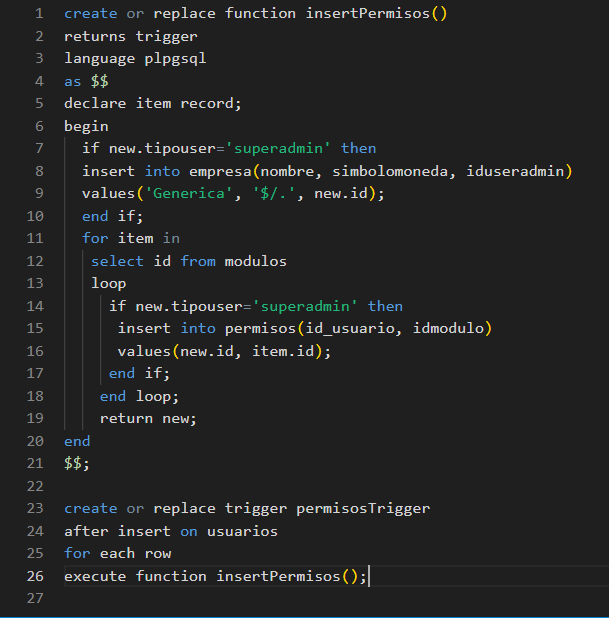 1 create or replace function insertPermisos()
2 returns trigger
3 language plpgsql
4 as $$
5 declare item record;
6 begin
7 if new.tipouser='superadmin' then
8 insert into empresa(nombre, simbolomoneda, iduseradmin)
9 values('Generica', '$/.', new.id);
10 end if;
11 for item in
12 select id from modulos
13 loop
14 if new.tipouser='superadmin' then
15 insert into permisos(id_usuario, idmodulo)
16 values(new.id, item.id);
17 end if;
18 end loop;
19 return new;
20 end
21 $$;
22
23 create or replace trigger permisosTrigger
24 after insert on usuarios
25 for each row
26 execute function insertPermisos();
27